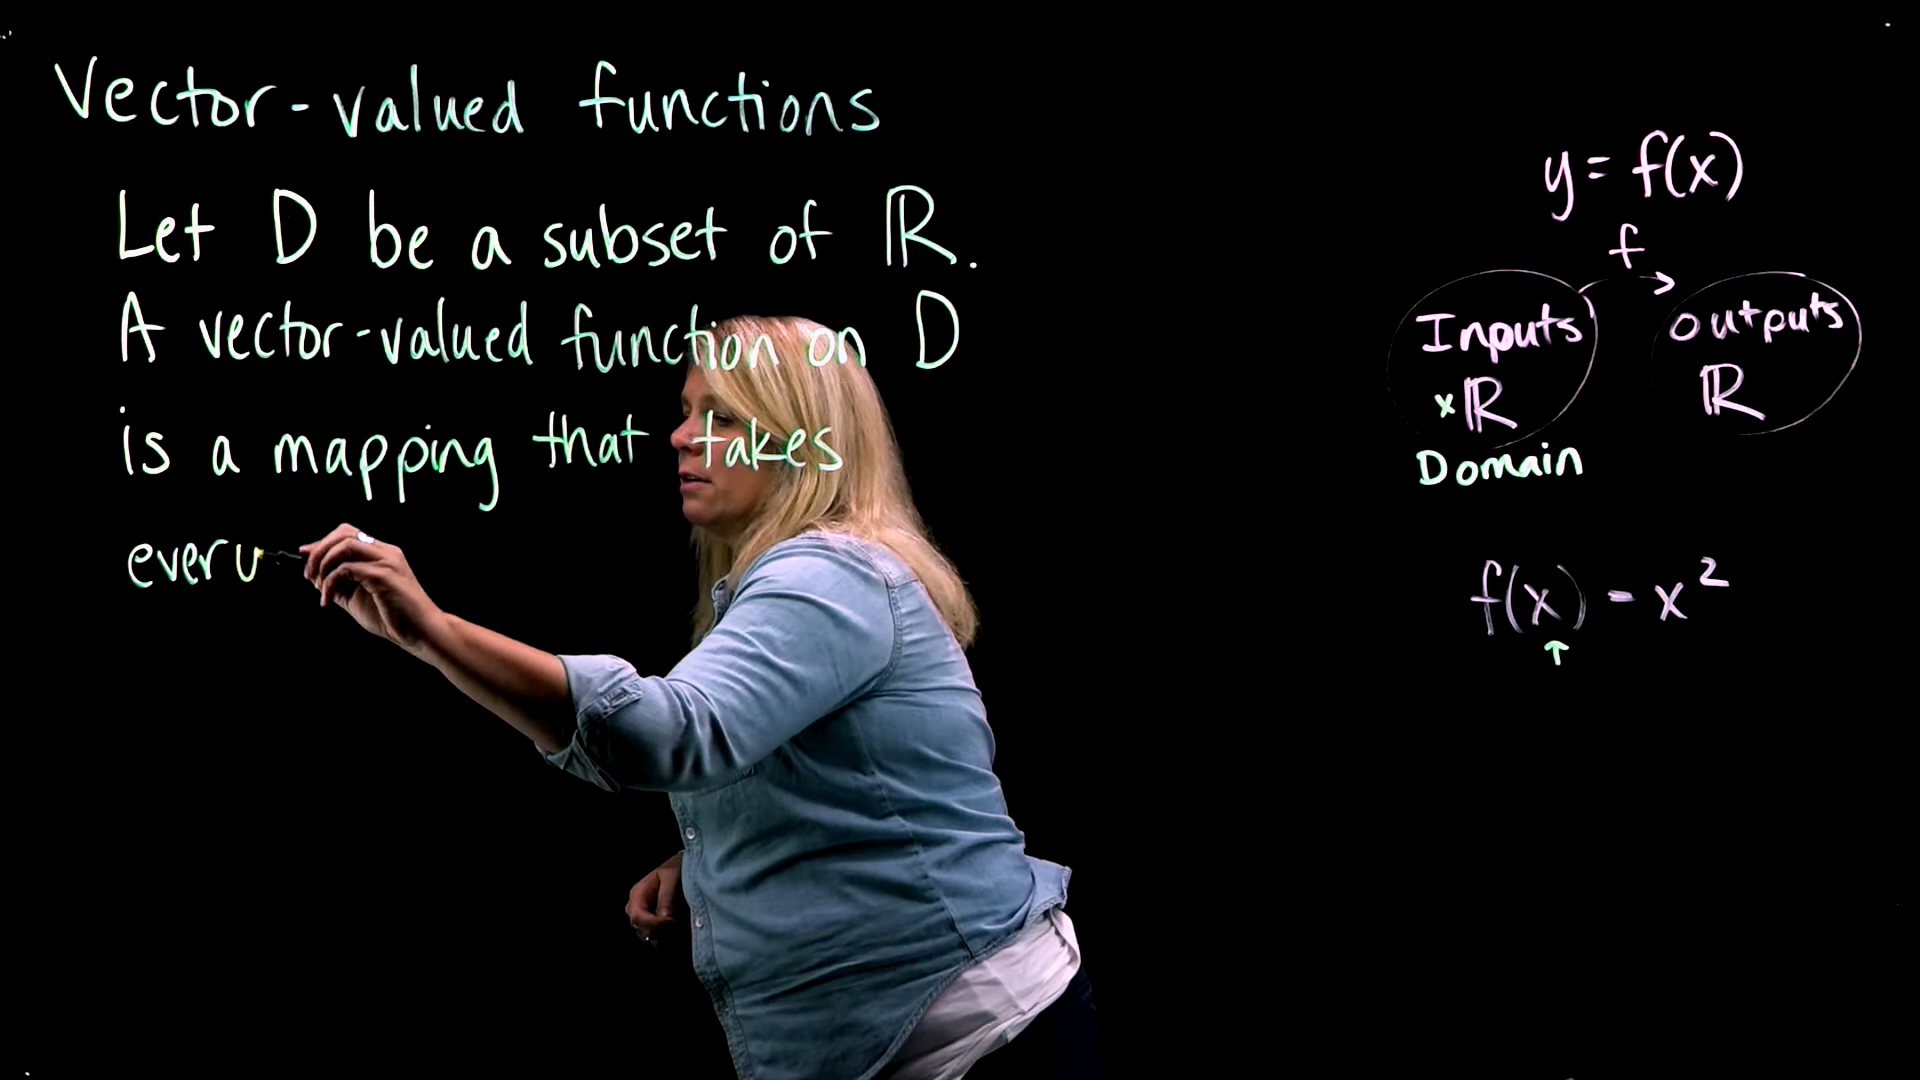 Vector-valued functions
Let D be a subset of ℝ.
A vector-valued function on D
is a mapping that takes
every
y = f(x)
f
Inputs
x ℝ
Domain
outputs
ℝ
f(x) = x²
↑